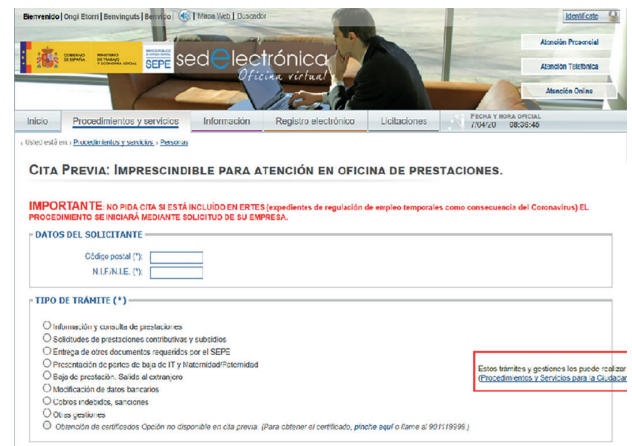 Bienvenido | Ongi Etorri | Benvinguts | Benvido | Mapa Web | Buscador
Identifícate
GOBIERNO DE ESPAÑA
MINISTERIO DE TRABAJO Y ECONOMÍA SOCIAL
SEPE
sedelectrónica
Oficina virtual
Atención Presencial
Atención Telefónica
Atención Online
Inicio Procedimientos y servicios Información Registro electrónico Licitaciones
FECHA Y HORA OFICIAL
7/04/20 08:36:45
Usted está en: Procedimientos y servicios > Personas
CITA PREVIA: IMPRESCINDIBLE PARA ATENCIÓN EN OFICINA DE PRESTACIONES.
IMPORTANTE: NO PIDA CITA SI ESTÁ INCLUÍDO EN ERTES (expedientes de regulación de empleo temporales como consecuencia del Coronavirus) EL
PROCEDIMIENTO SE INICIARÁ MEDIANTE SOLICITUD DE SU EMPRESA.
DATOS DEL SOLICITANTE
Código postal (*):
N.I.F./N.I.E. (*):
TIPO DE TRÁMITE (*)
Información y consulta de prestaciones
Solicitudes de prestaciones contributivas y subsidios
Entrega de otros documentos requeridos por el SEPE
Presentación de partes de baja de IT y Maternidad/Paternidad
Baja de prestación. Salida al extranjero
Modificación de datos bancarios
Cobros indebidos, sanciones
Otras gestiones
Obtención de certificados Opción no disponible en cita previa. (Para obtener el certificado, pinche aquí o llame al 901119999.)
Estos trámites y gestiones los puede realizar
(Procedimientos y Servicios para la Ciudadan